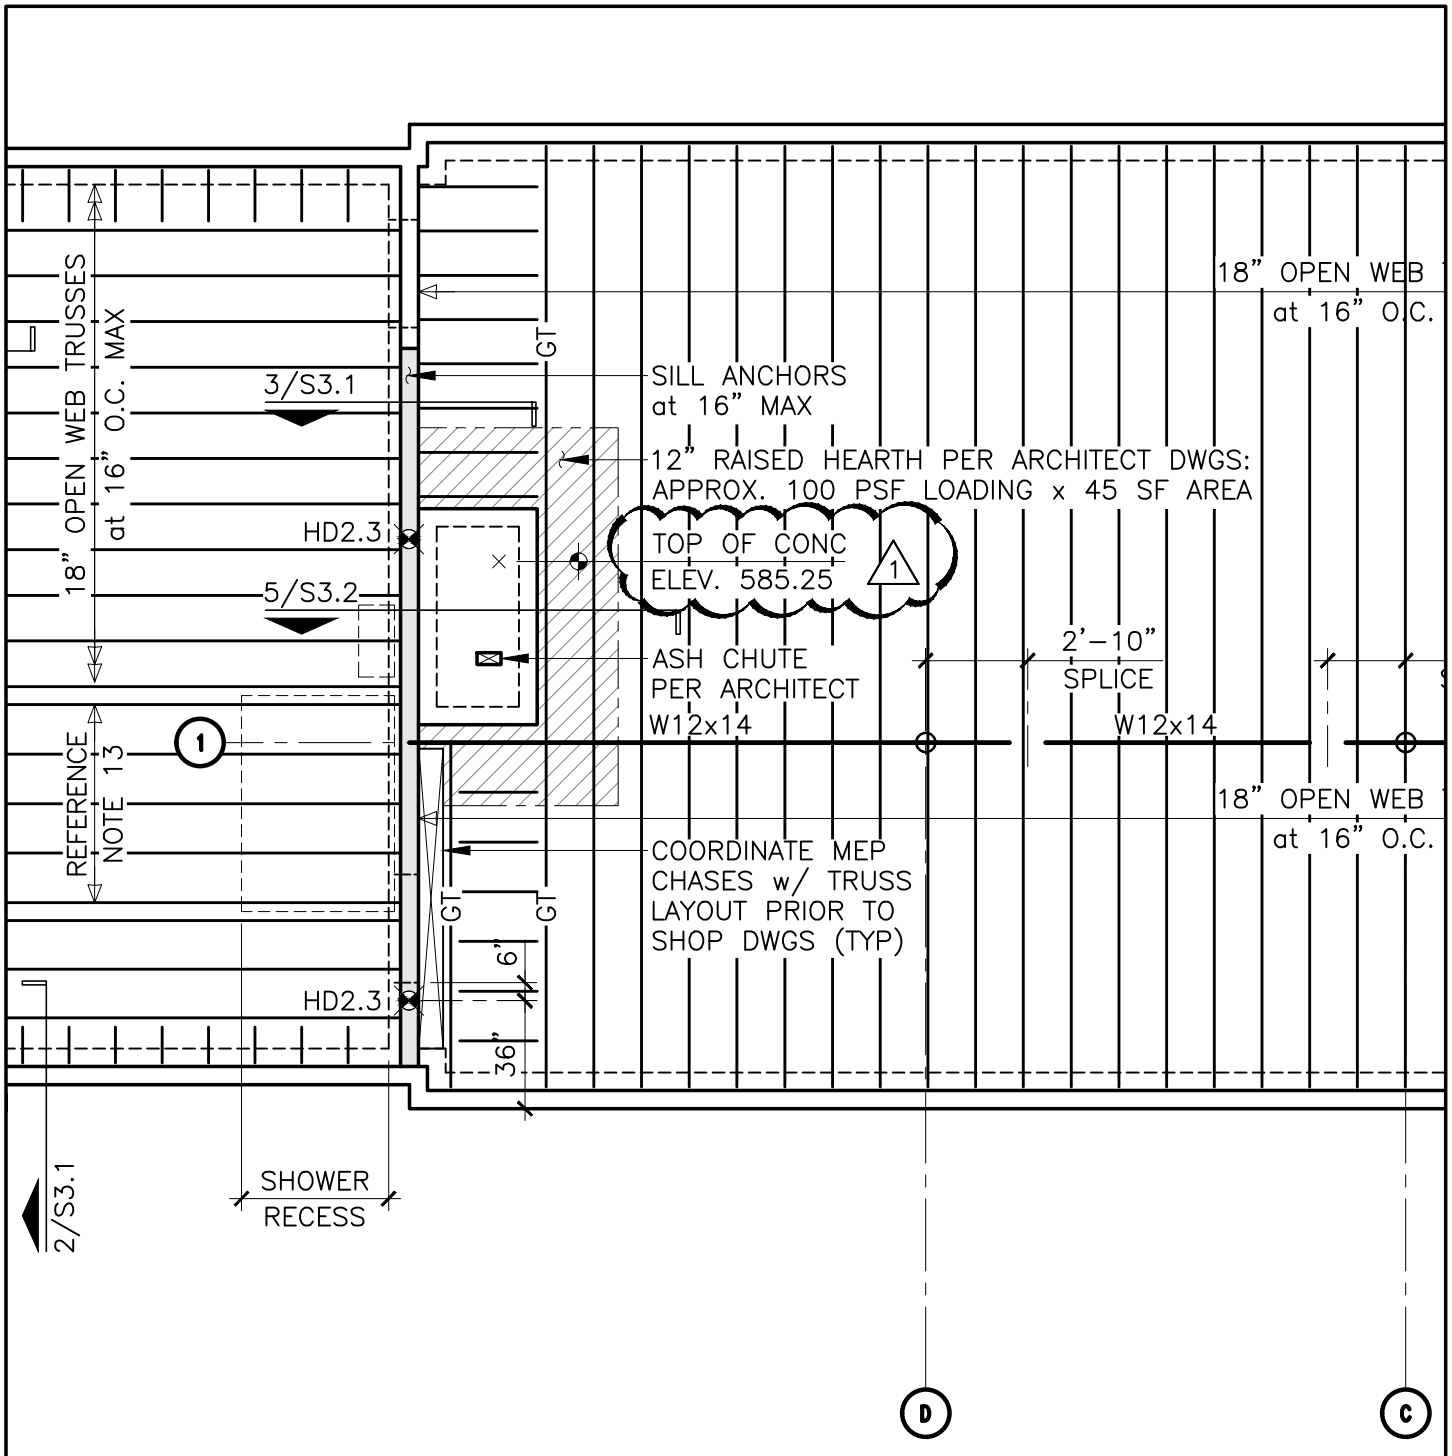 18” OPEN WEB
at 16” O.C.
18” OPEN WEB TRUSSES
at 16” O.C. MAX
GT
SILL ANCHORS
at 16” MAX
3/S3.1
12” RAISED HEARTH PER ARCHITECT DWGS:
APPROX. 100 PSF LOADING x 45 SF AREA
HD2.3
TOP OF CONC
ELEV. 585.25
1
5/S3.2
ASH CHUTE
PER ARCHITECT
2’-10”
SPLICE
W12x14
W12x14
1
REFERENCE
NOTE 13
18” OPEN WEB
at 16” O.C.
COORDINATE MEP
CHASES w/ TRUSS
LAYOUT PRIOR TO
SHOP DWGS (TYP)
GT
GT
6”
HD2.3
36”
SHOWER
RECESS
2/S3.1
D
C